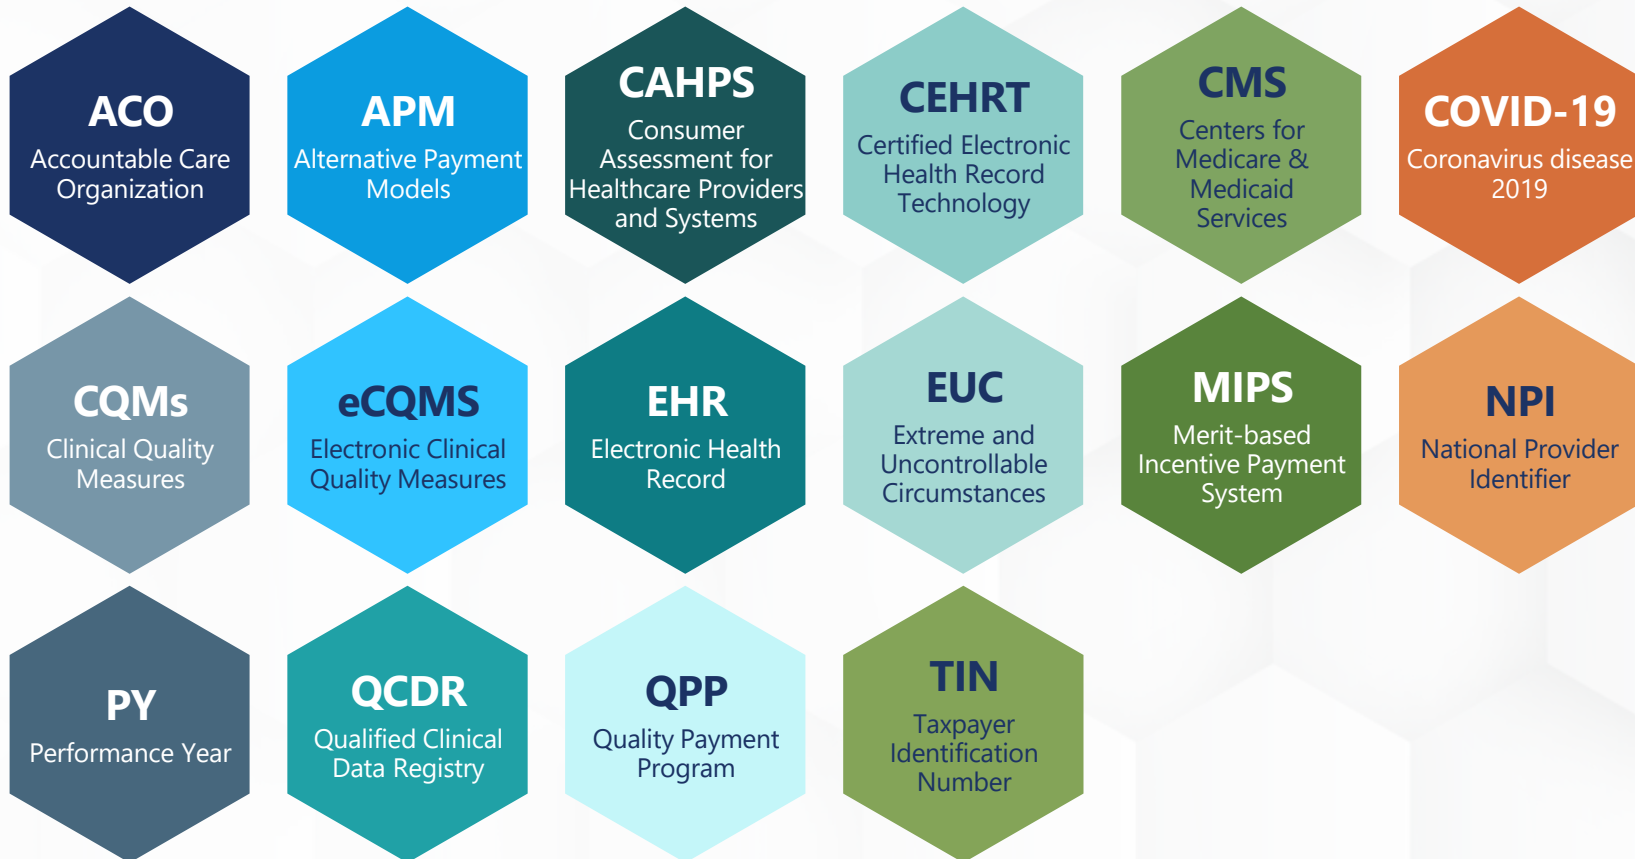 ACO
Accountable Care
Organization
APM
Alternative Payment
Models
CAHPS
Consumer
Assessment for
Healthcare Providers
and Systems
CEHRT
Certified Electronic
Health Record
Technology
CMS
Centers for
Medicare &
Medicaid
Services
COVID-19
Coronavirus disease
2019
CQMs
Clinical Quality
Measures
eCQMS
Electronic Clinical
Quality Measures
EHR
Electronic Health
Record
EUC
Extreme and
Uncontrollable
Circumstances
MIPS
Merit-based
Incentive Payment
System
NPI
National Provider
Identifier
PY
Performance Year
QCDR
Qualified Clinical
Data Registry
QPP
Quality Payment
Program
TIN
Taxpayer
Identification
Number